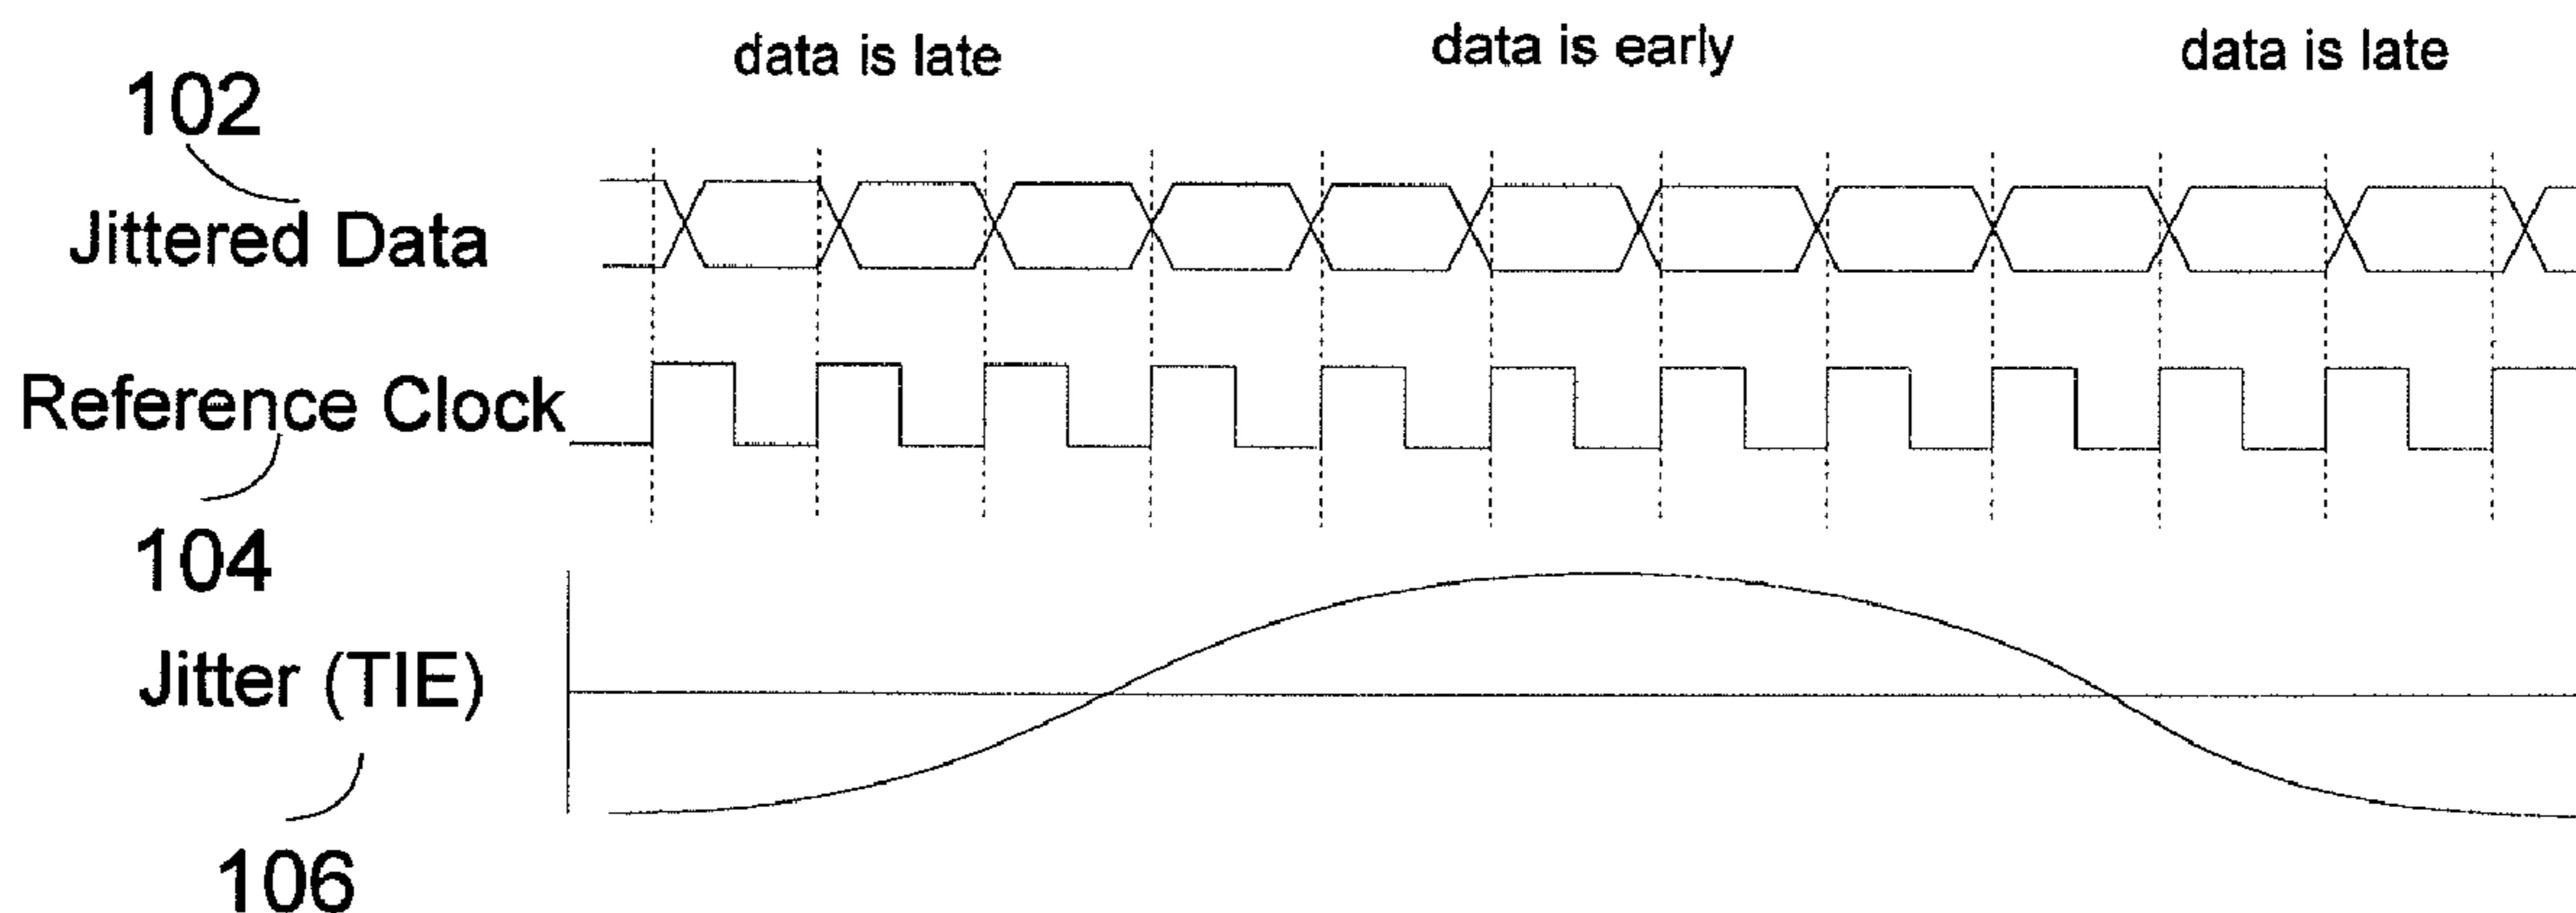 data is late
data is early
data is late
102
Jittered Data
Reference Clock
104
Jitter (TIE)
106